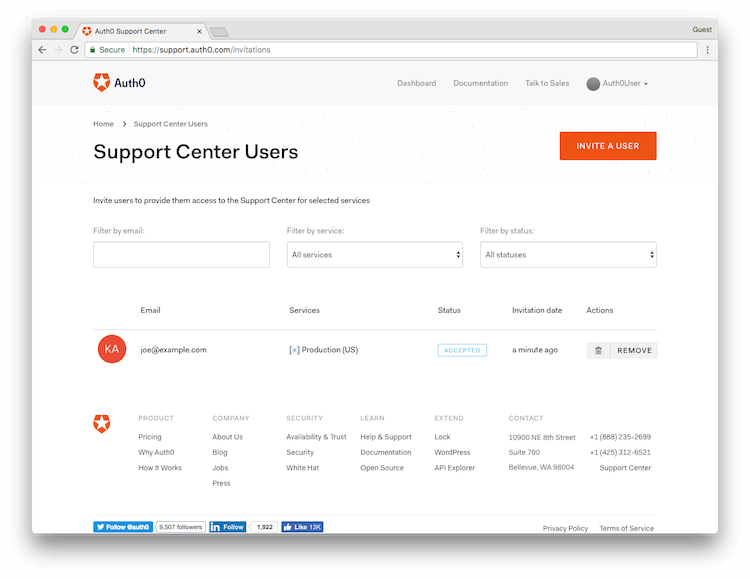 Auth0 Support Center
Guest
Secure https://support.auth0.com/invitations
Auth0
Dashboard Documentation Talk to Sales Auth0User
Home Support Center Users
Support Center Users
INVITE A USER
Invite users to provide them access to the Support Center for selected services
Filter by email: Filter by service: Filter by status:
All services All statuses
Email Services Status Invitation date Actions
KA joe@example.com [x] Production (US) ACCEPTED a minute ago REMOVE
PRODUCT COMPANY SECURITY LEARN EXTEND CONTACT
Pricing About Us Availability & Trust Help & Support Lock 10900 NE 8th Street +1 (888) 235-2699
Why Auth0 Blog Security Documentation WordPress Suite 700 +1 (425) 312-6521
How It Works Jobs White Hat Open Source API Explorer Bellevue, WA 98004 Support Center
Press
Follow @auth0 9,507 followers in Follow 1,922 Like 13K
Privacy Policy Terms of Service